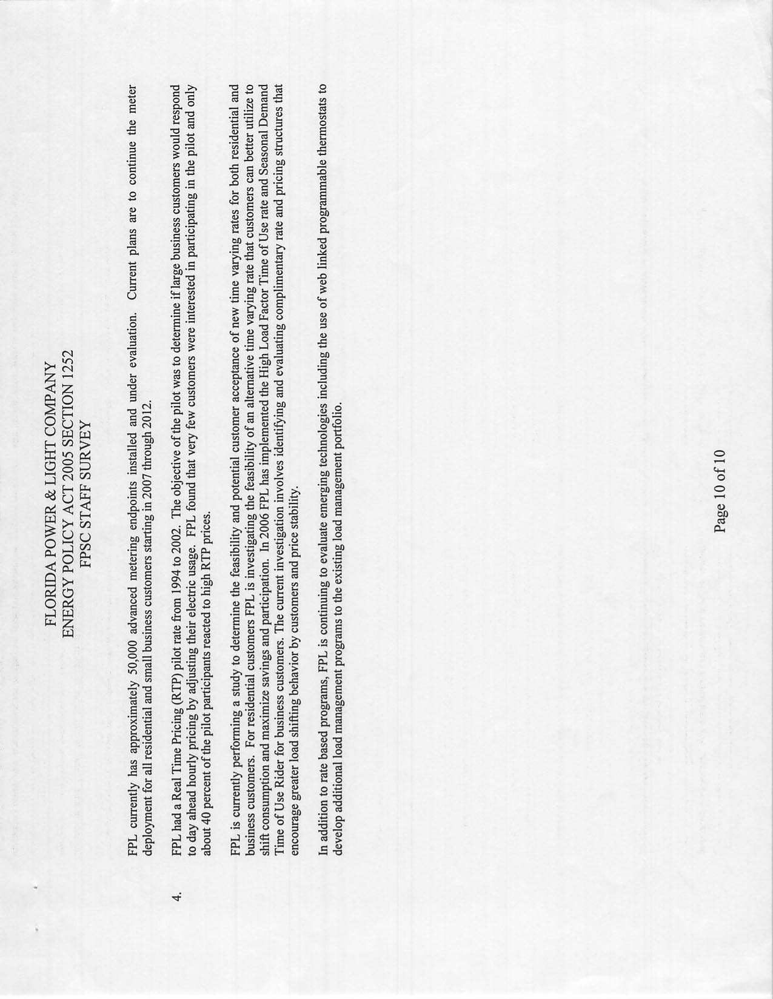 FLORIDA POWER & LIGHT COMPANY
ENERGY POLICY ACT 2005 SECTION 1252
FPSC STAFF SURVEY
FPL currently has approximately 50,000 advanced metering endpoints installed and under evaluation. Current plans are to continue the meter
deployment for all residential and small business customers starting in 2007 through 2012.
4. FPL had a Real Time Pricing (RTP) pilot rate from 1994 to 2002. The objective of the pilot was to determine if large business customers would respond
to day ahead hourly pricing by adjusting their electric usage. FPL found that very few customers were interested in participating in the pilot and only
about 40 percent of the pilot participants reacted to high RTP prices.
FPL is currently performing a study to determine the feasibility and potential customer acceptance of new time varying rates for both residential and
business customers. For residential customers FPL is investigating the feasibility of an alternative time varying rate that customers can better utilize to
shift consumption and maximize savings and participation. In 2006 FPL has implemented the High Load Factor Time of Use rate and Seasonal Demand
Time of Use Rider for business customers. The current investigation involves identifying and evaluating complimentary rate and pricing structures that
encourage greater load shifting behavior by customers and price stability.
In addition to rate based programs, FPL is continuing to evaluate emerging technologies including the use of web linked programmable thermostats to
develop additional load management programs to the existing load management portfolio.
Page 10 of 10